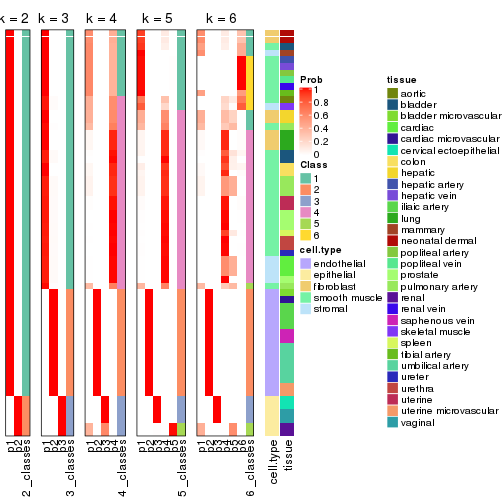 k = 2
k = 3
k = 4
k = 5
k = 6
p1
p2
2_classes
p1
p2
p3
3_classes
p1
p2
p3
p4
4_classes
p1
p2
p3
p4
p5
5_classes
p1
p2
p3
p4
p5
p6
6_classes
cell.type
tissue
Prob
1
0.8
0.6
0.4
0.2
0
Class
1
2
3
4
5
6
cell.type
endothelial
epithelial
fibroblast
smooth muscle
stromal
tissue
aortic
bladder
bladder microvascular
cardiac
cardiac microvascular
cervical ectoepithelial
colon
hepatic
hepatic artery
hepatic vein
iliaic artery
lung
mammary
neonatal dermal
popliteal artery
popliteal vein
prostate
pulmonary artery
renal
renal vein
saphenous vein
skeletal muscle
spleen
tibial artery
umbilical artery
ureter
urethra
uterine
uterine microvascular
vaginal